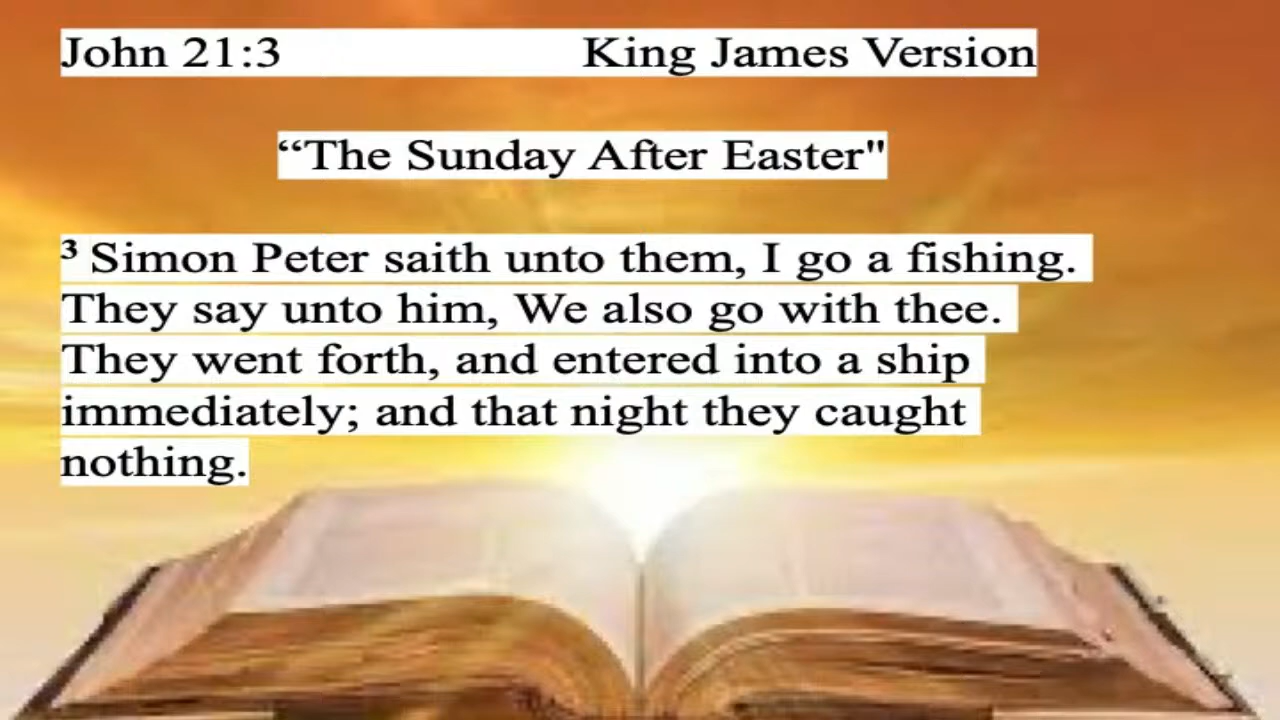 John 21:3 King James Version
“The Sunday After Easter"
³ Simon Peter saith unto them, I go a fishing.
They say unto him, We also go with thee.
They went forth, and entered into a ship
immediately; and that night they caught
nothing.